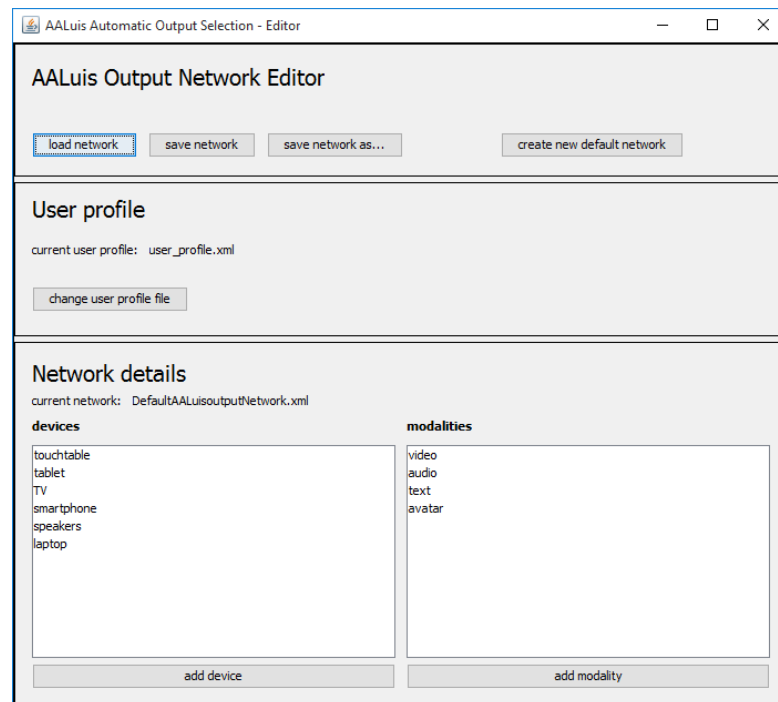 AALuis Automatic Output Selection - Editor
AALuis Output Network Editor
load network save network save network as... create new default network
User profile
current user profile: user_profile.xml
change user profile file
Network details
current network: DefaultAALuisoutputNetwork.xml
devices modalities
touchtable video
tablet audio
TV text
smartphone avatar
speakers
laptop
add device add modality